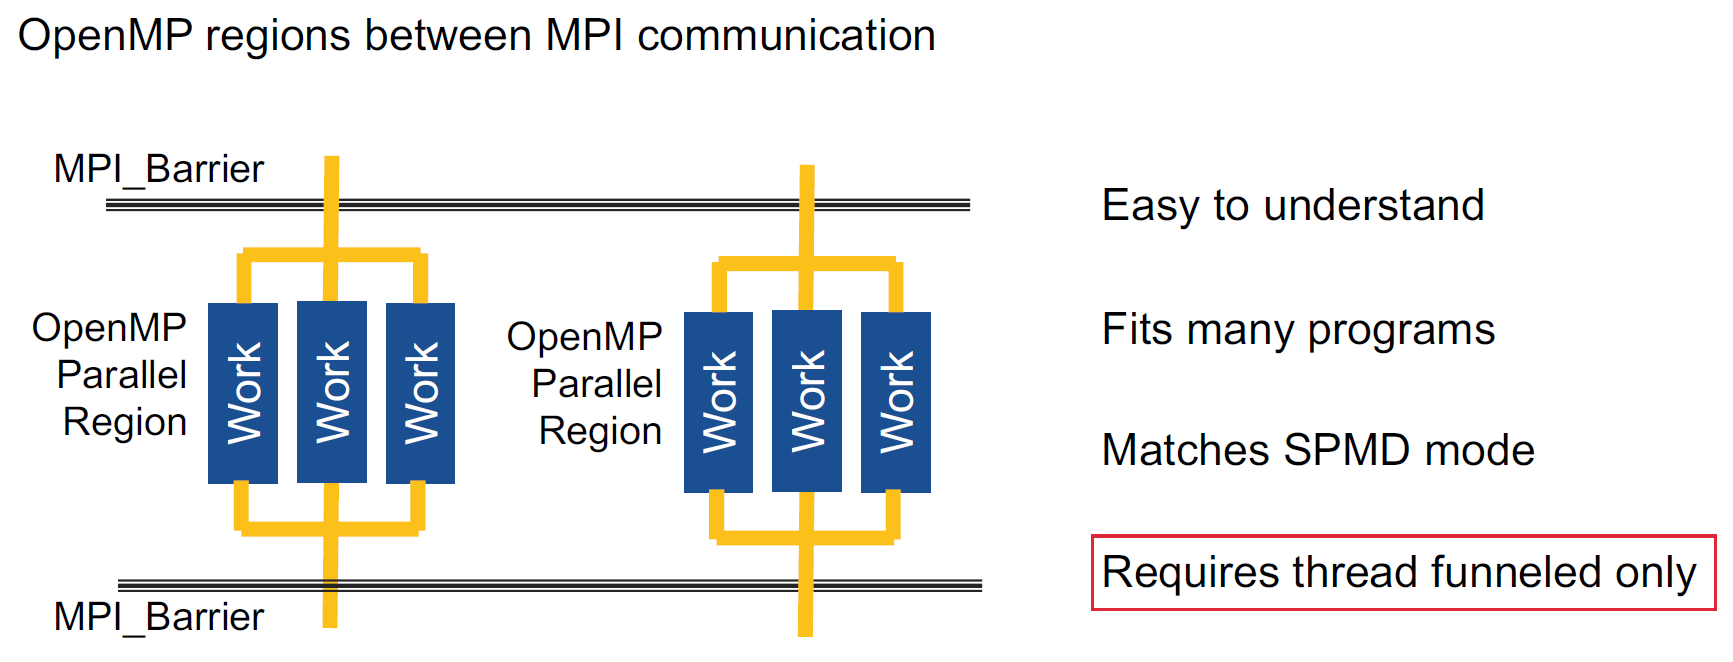 OpenMP regions between MPI communication
MPI_Barrier
OpenMP
Parallel
Region
Work
Work
Work
OpenMP
Parallel
Region
Work
Work
Work
MPI_Barrier
Easy to understand
Fits many programs
Matches SPMD mode
Requires thread funneled only